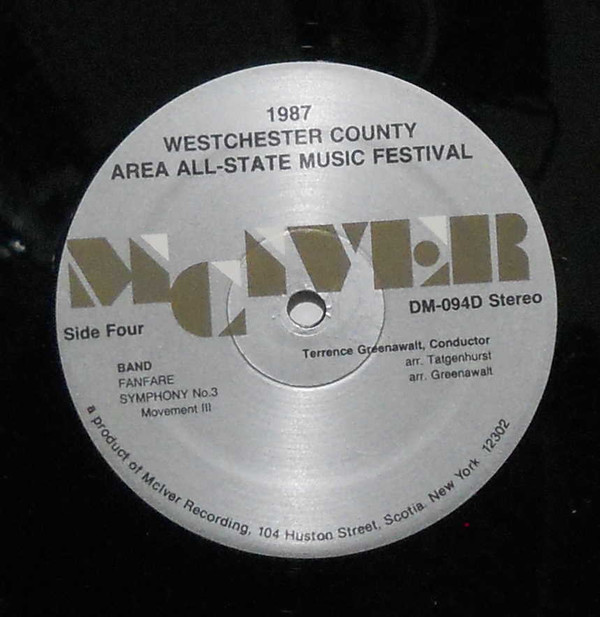 1987
WESTCHESTER COUNTY
AREA ALL-STATE MUSIC FESTIVAL
McIVER
Side Four
DM-094D Stereo
Terrence Greenawalt, Conductor
BAND
FANFARE
arr. Tatgenhurst
SYMPHONY No.3
arr. Greenawalt
Movement III
a product of McIver Recording, 104 Huston Street, Scotia, New York 12302